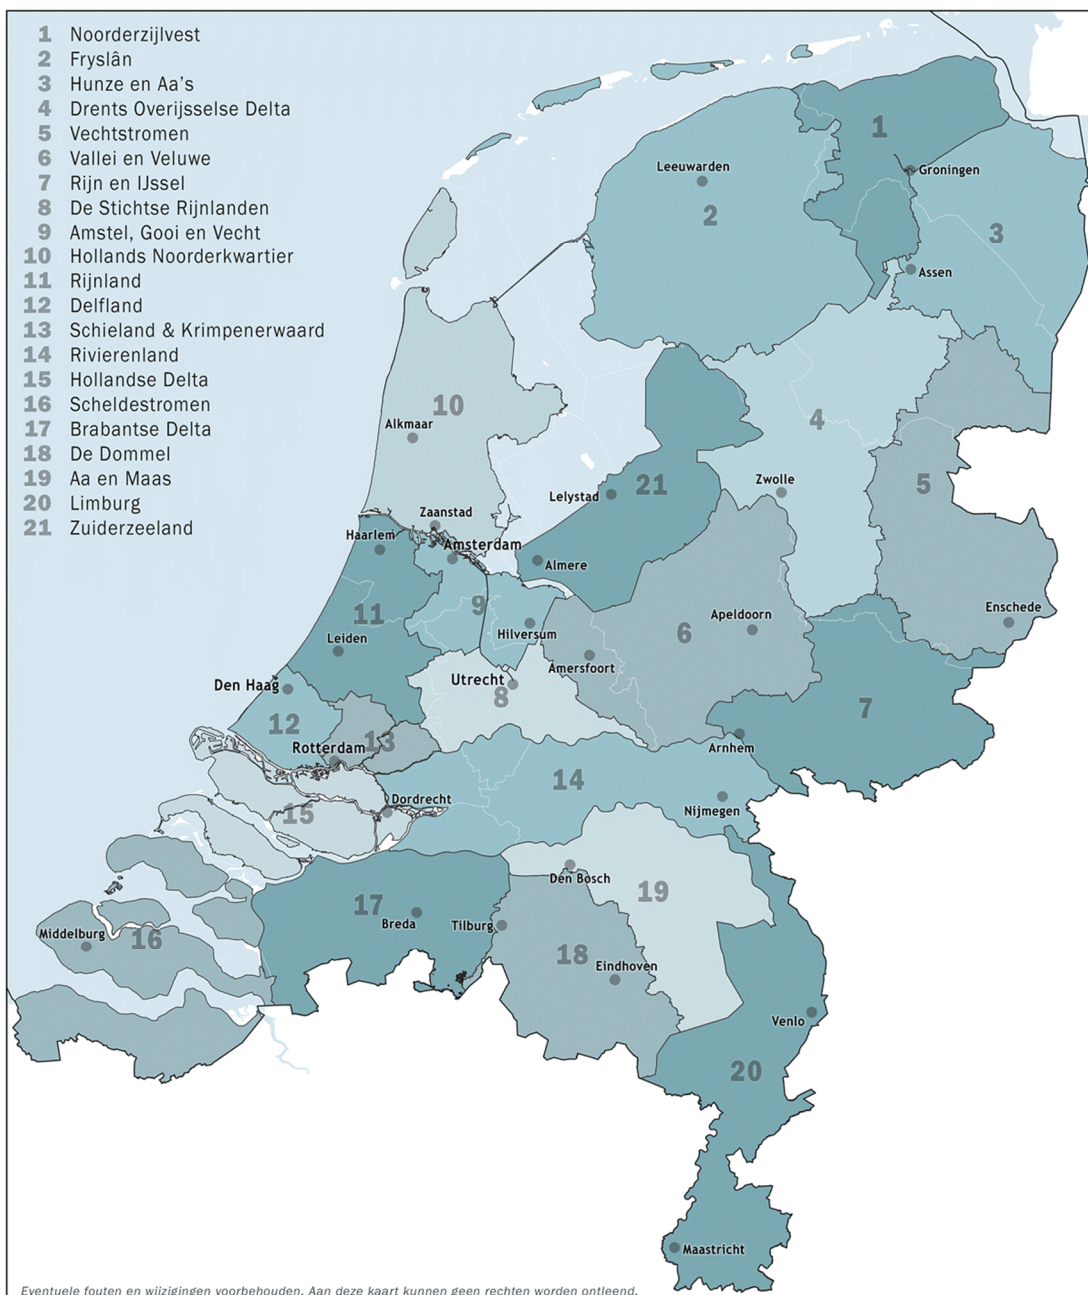 1 Noorderzijlvest
2 Fryslân
3 Hunze en Aa's
4 Drents Overijsselse Delta
5 Vechtstromen
6 Vallei en Veluwe
7 Rijn en IJssel
8 De Stichtse Rijnlanden
9 Amstel, Gooi en Vecht
10 Hollands Noorderkwartier
11 Rijnland
12 Delfland
13 Schieland & Krimpenerwaard
14 Rivierenland
15 Hollandse Delta
16 Scheldestromen
17 Brabantse Delta
18 De Dommel
19 Aa en Maas
20 Limburg
21 Zuiderzeeland
1
Leeuwarden
Groningen
2
3
Assen
10
Alkmaar
4
Zwolle
5
Lelystad
21
Zaanstad
Haarlem
Amsterdam
Almere
9
11
Hilversum
6
Apeldoorn
Enschede
Leiden
Amersfoort
Utrecht
8
Den Haag
7
12
13
Rotterdam
Arnhem
14
Dordrecht
Nijmegen
15
Den Bosch
19
17
Breda
Tilburg
Middelburg
16
18
Eindhoven
Venlo
20
Maastricht
Eventuele fouten en wijzigingen voorbehouden. Aan deze kaart kunnen geen rechten worden ontleend.